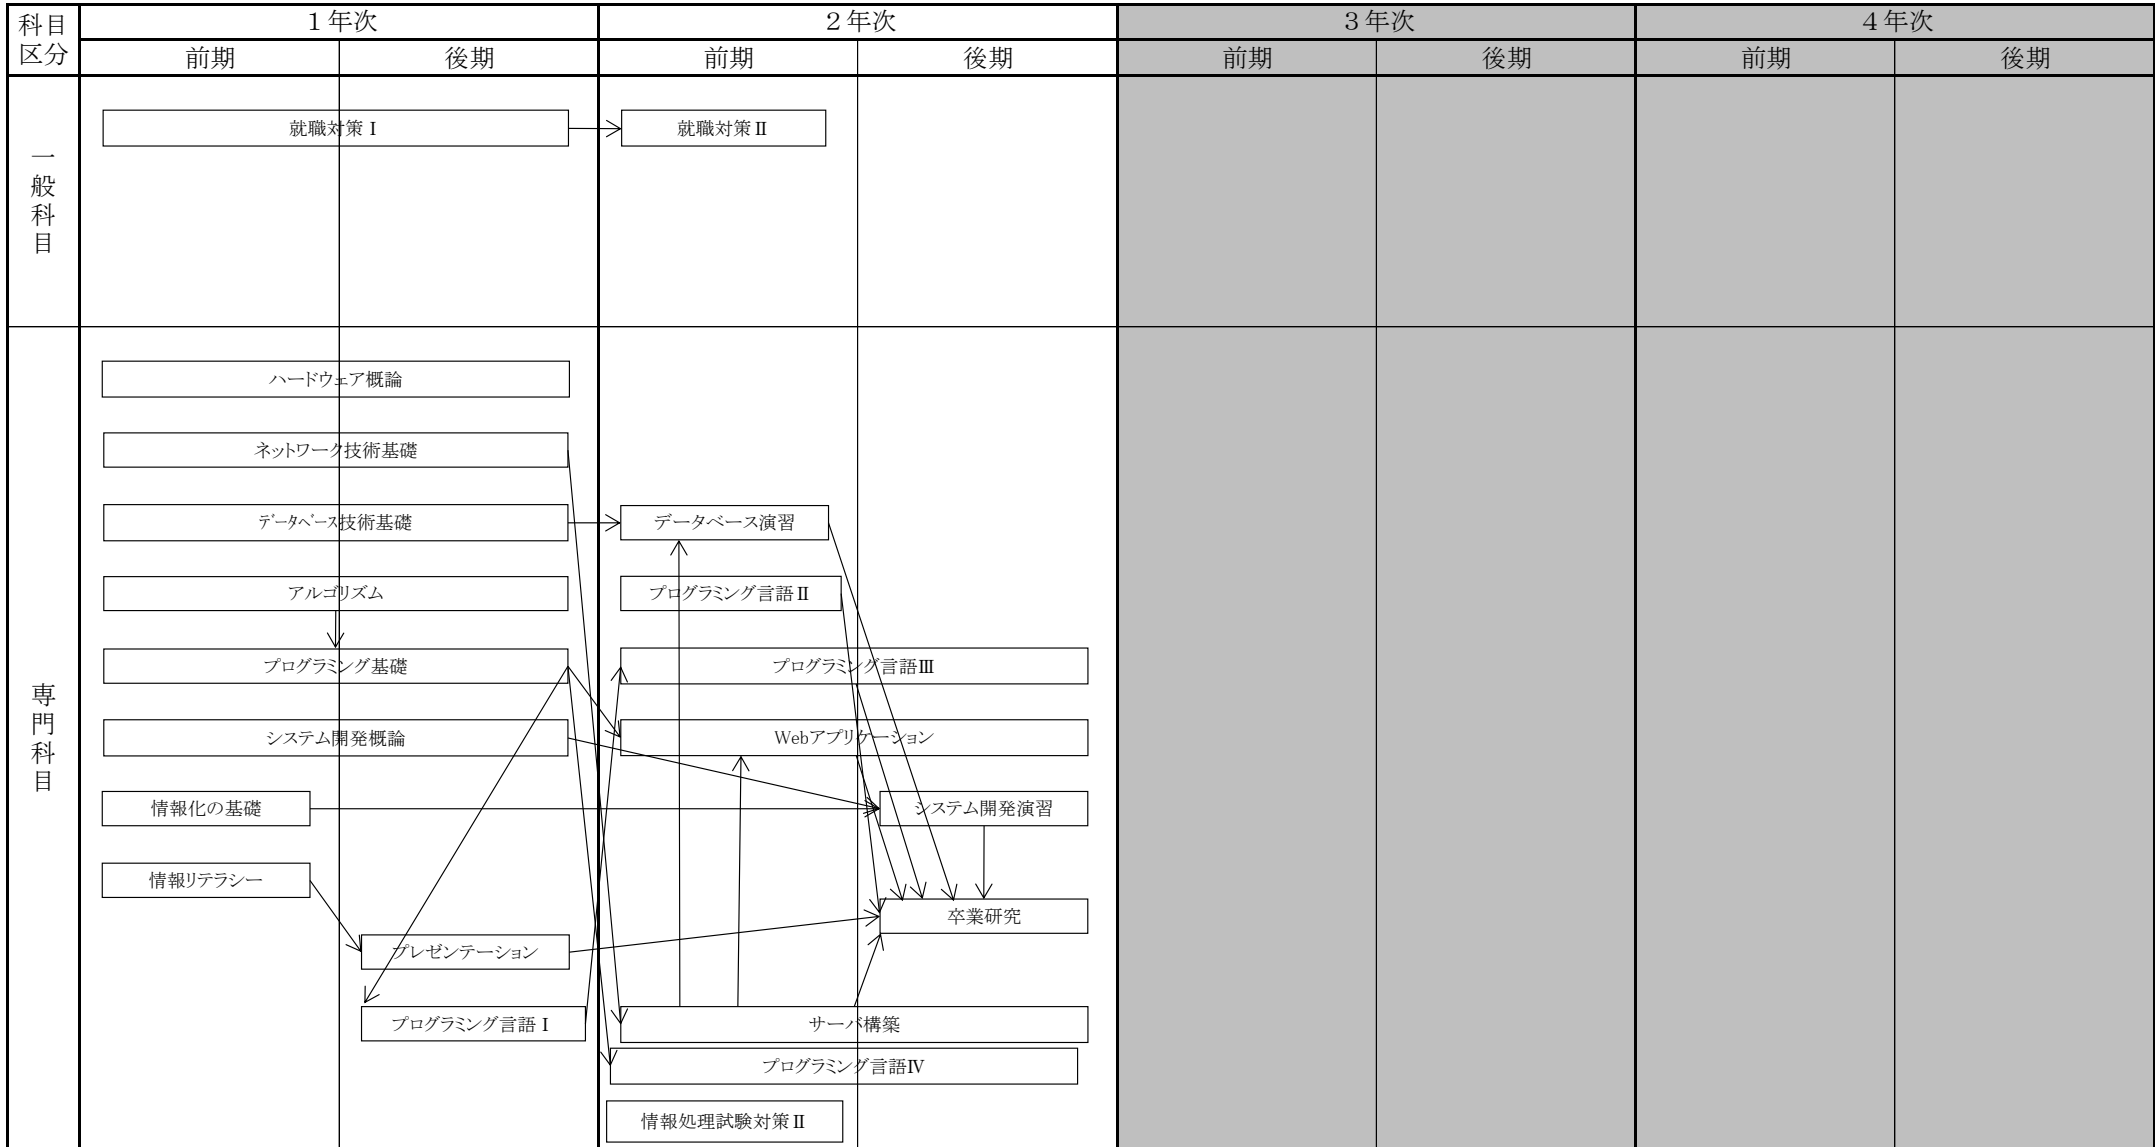 科目
区分
１年次
２年次
３年次
４年次
前期
後期
前期
後期
前期
後期
前期
後期
一般科目
就職対策Ⅰ
就職対策Ⅱ
専門科目
ハードウェア概論
ネットワーク技術基礎
データベース技術基礎
データベース演習
アルゴリズム
プログラミング言語Ⅱ
プログラミング基礎
プログラミング言語Ⅲ
システム開発概論
Webアプリケーション
情報化の基礎
システム開発演習
情報リテラシー
卒業研究
プレゼンテーション
プログラミング言語Ⅰ
サーバ構築
プログラミング言語Ⅳ
情報処理試験対策Ⅱ